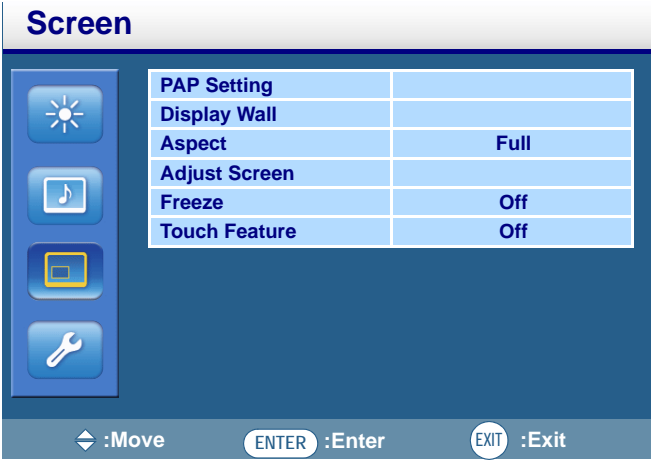 Screen
PAP Setting
Display Wall
Aspect Full
Adjust Screen
Freeze Off
Touch Feature Off
:Move ENTER :Enter EXIT :Exit